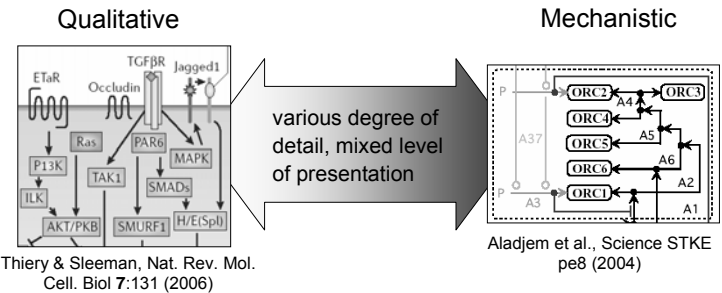 Qualitative
Mechanistic
TGFβR
ETaR
Jagged1
Occludin
Ras
PAR6
P13K
MAPK
TAK1
SMADs
ILK
AKT/PKB
SMURF1
H/E(Spl)
various degree of
detail, mixed level
of presentation
P
ORC2
ORC3
A4
ORC4
A37
A5
ORC5
A6
ORC6
A2
P
ORC1
A3
A1
Thiery & Sleeman, Nat. Rev. Mol.
Cell. Biol 7:131 (2006)
Aladjem et al., Science STKE
pe8 (2004)